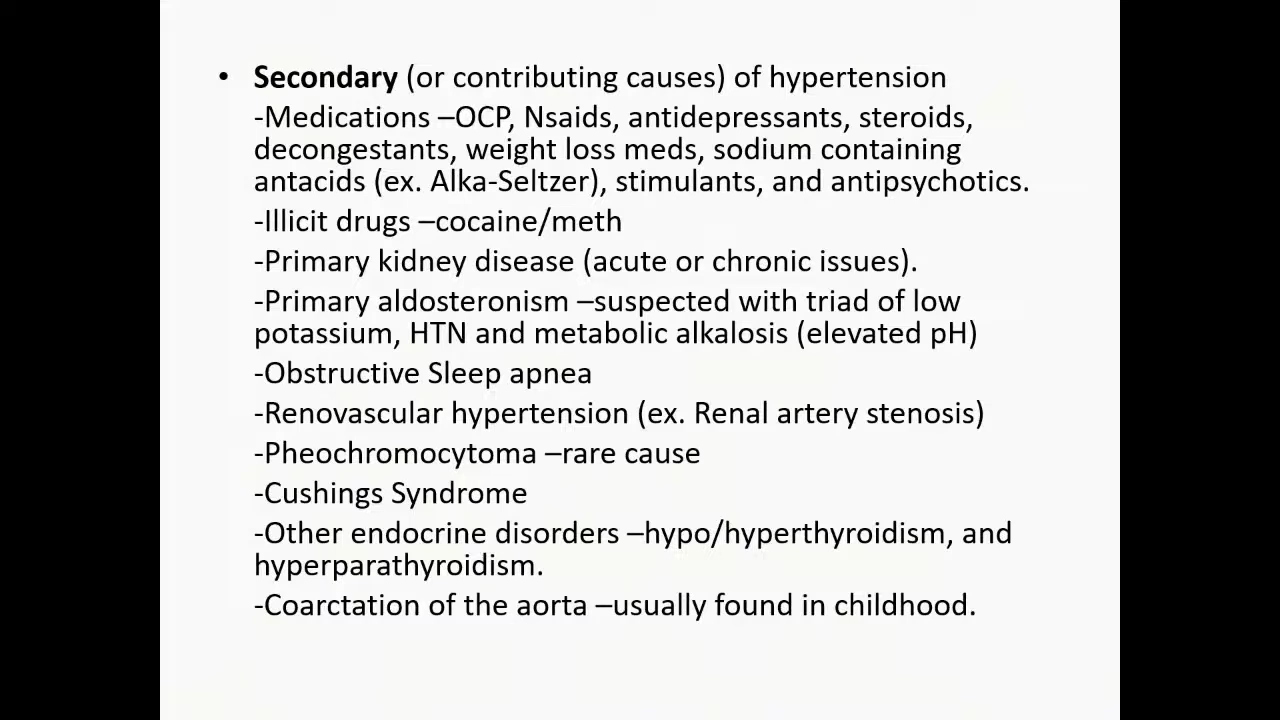 • Secondary (or contributing causes) of hypertension
-Medications –OCP, Nsaids, antidepressants, steroids,
decongestants, weight loss meds, sodium containing
antacids (ex. Alka-Seltzer), stimulants, and antipsychotics.
-Illicit drugs –cocaine/meth
-Primary kidney disease (acute or chronic issues).
-Primary aldosteronism –suspected with triad of low
potassium, HTN and metabolic alkalosis (elevated pH)
-Obstructive Sleep apnea
-Renovascular hypertension (ex. Renal artery stenosis)
-Pheochromocytoma –rare cause
-Cushings Syndrome
-Other endocrine disorders –hypo/hyperthyroidism, and
hyperparathyroidism.
-Coarctation of the aorta –usually found in childhood.